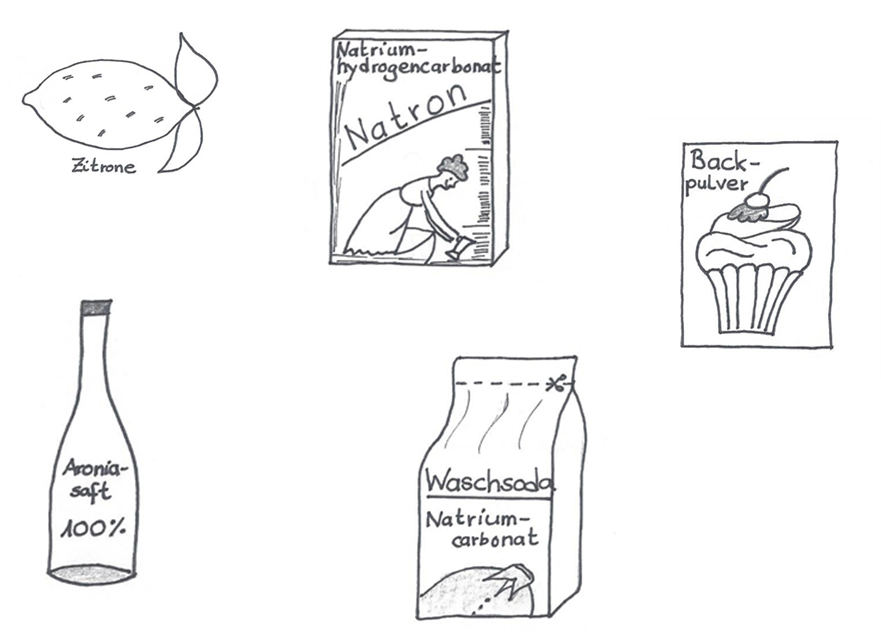 Zitrone
Natrium-
hydrogencarbonat
Natron
Back-
pulver
Aronia-
saft
100%
Waschsoda
Natrium-
carbonat